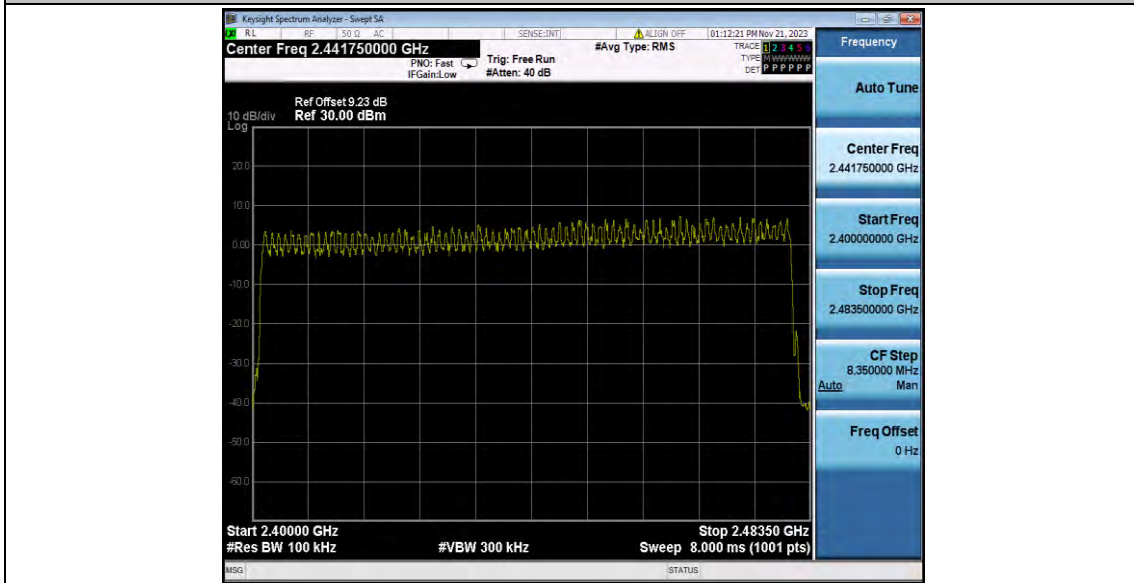 Keysight Spectrum Analyzer - Swept SA
RL RF 50 Ω AC SENSE:INT ALIGN OFF 01:12:21 PM Nov 21, 2023
Center Freq 2.441750000 GHz
PNO: Fast
IFGain:Low
Trig: Free Run
#Atten: 40 dB
#Avg Type: RMS
TRACE 1 2 3 4 5 6
TYPE M WWWWW
DET P P P P P P
Ref Offset 9.23 dB
10 dB/div Ref 30.00 dBm
Log
20.0
10.0
0.00
-10.0
-20.0
-30.0
-40.0
-50.0
-60.0
Start 2.40000 GHz
Stop 2.48350 GHz
#Res BW 100 kHz
#VBW 300 kHz
Sweep 8.000 ms (1001 pts)
MSG
STATUS
Frequency
Auto Tune
Center Freq
2.441750000 GHz
Start Freq
2.400000000 GHz
Stop Freq
2.483500000 GHz
CF Step
8.350000 MHz
Auto Man
Freq Offset
0 Hz